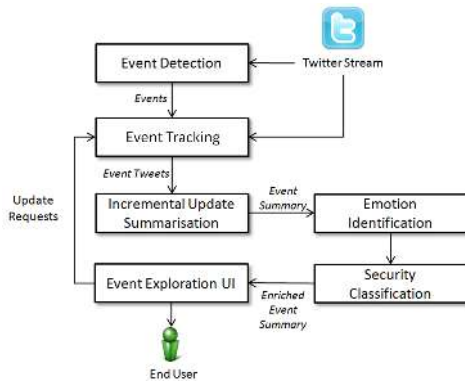 Event Detection
Twitter Stream
Events
Event Tracking
Event Tweets
Update
Requests
Incremental Update
Summarisation
Event
Summary
Emotion
Identification
Event Exploration UI
Enriched
Event
Summary
Security
Classification
End User